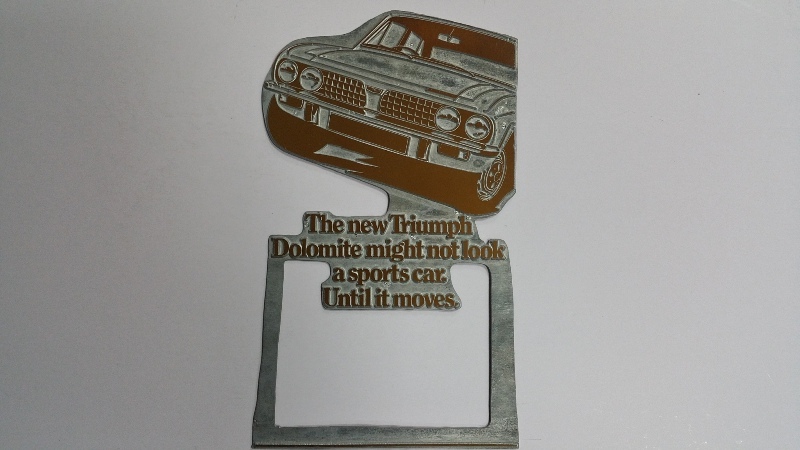 The new Triumph
Dolomite might not look
a sports car.
Until it moves.